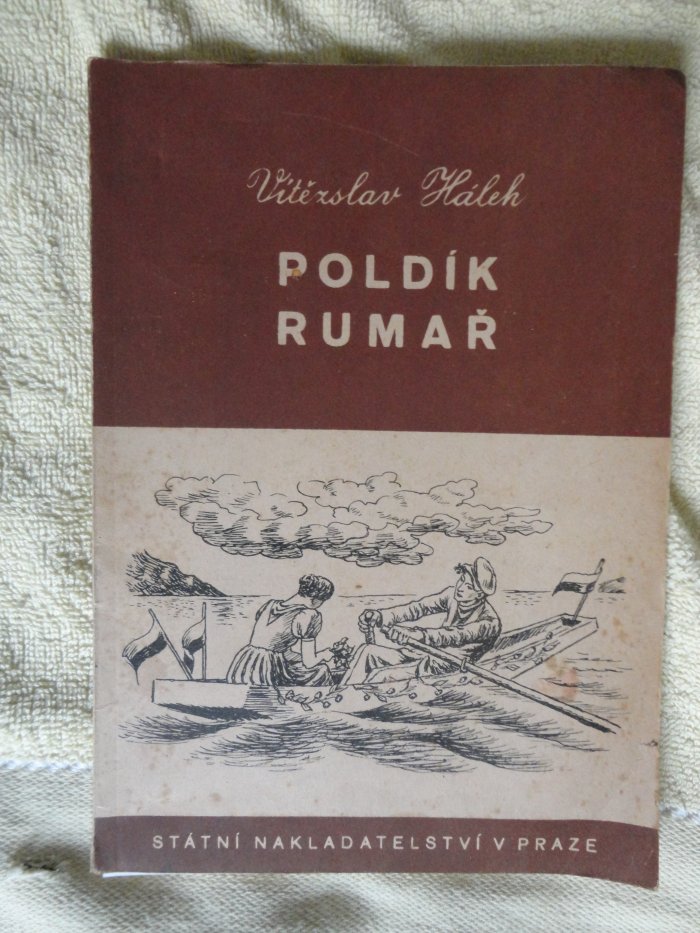 Vítězslav Hálek
POLDÍK
RUMAŘ
STÁTNÍ NAKLADATELSTVÍ V PRAZE